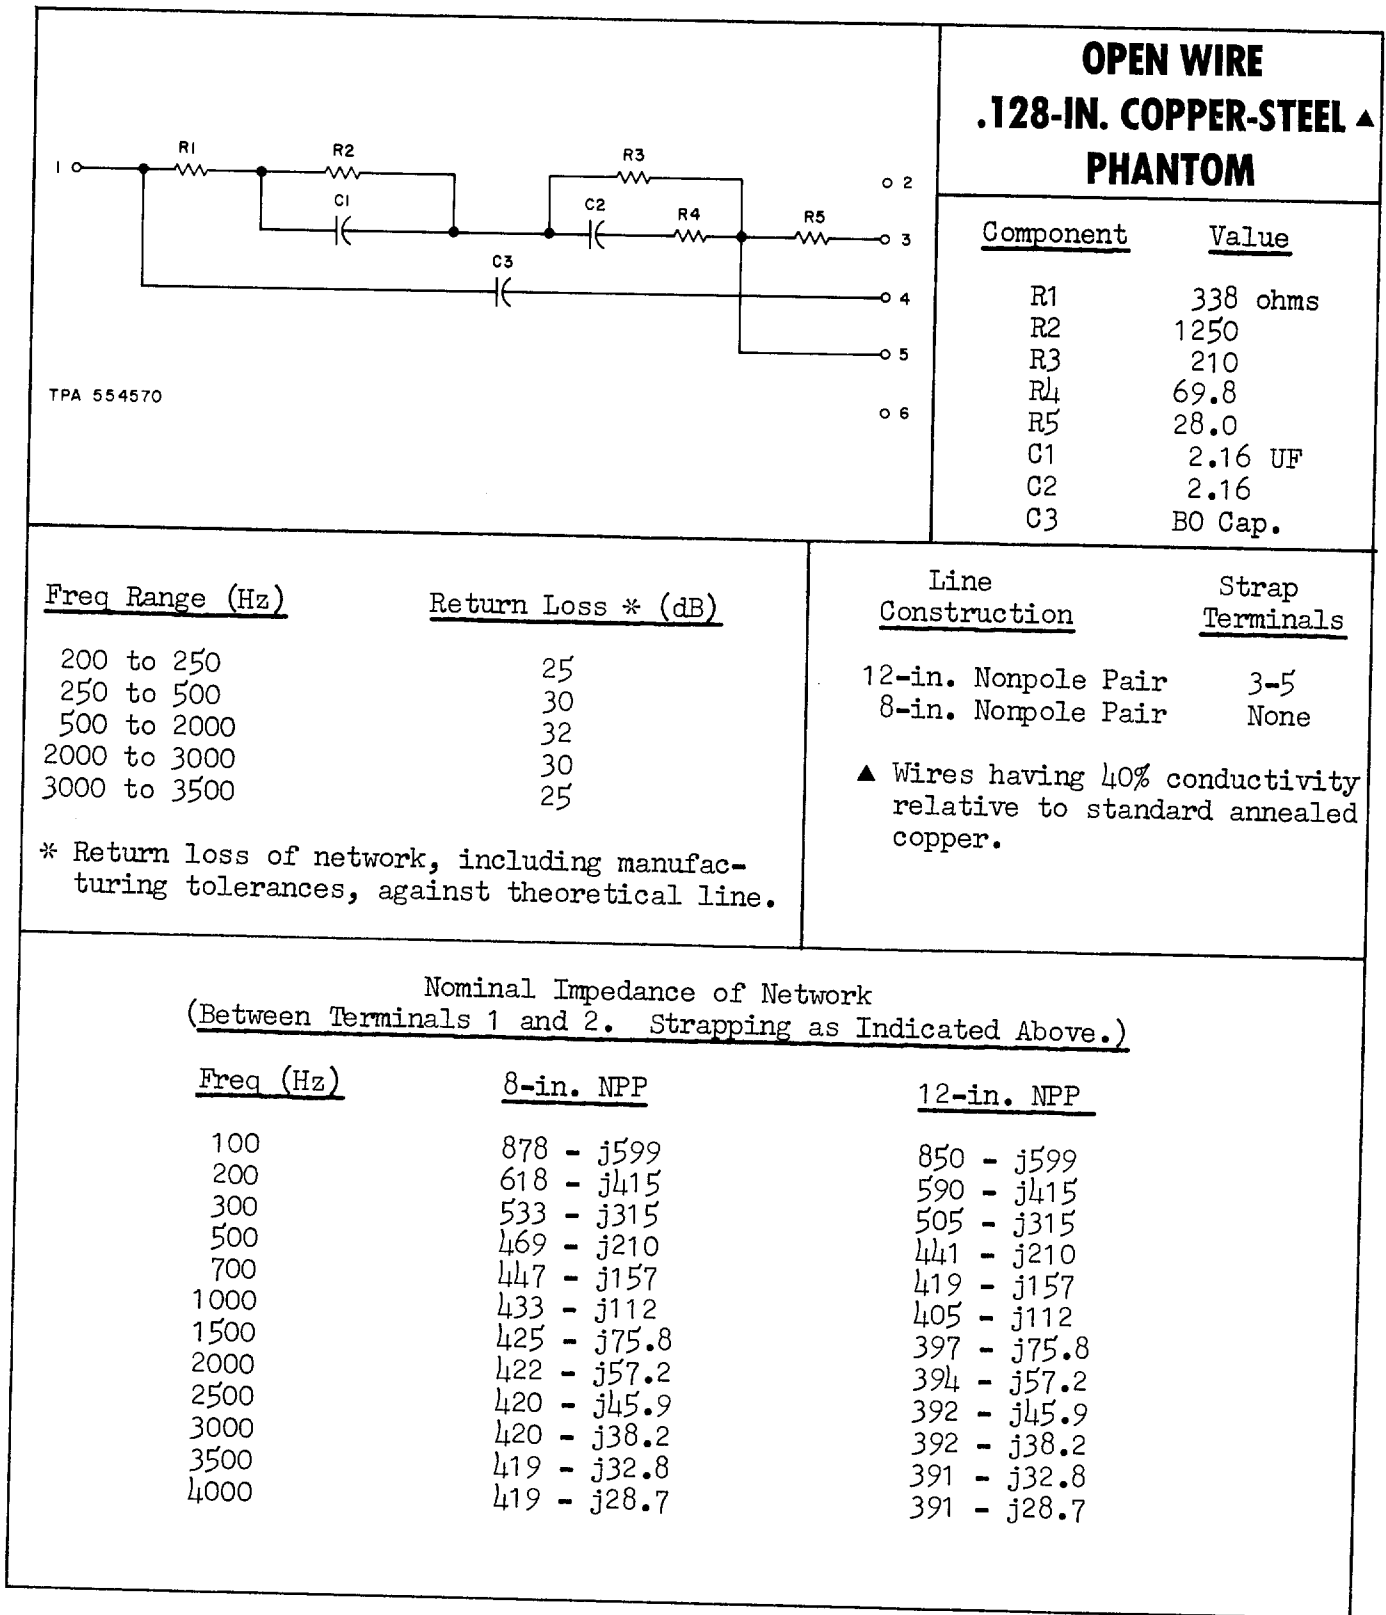 OPEN WIRE
.128-IN. COPPER-STEEL ▲
PHANTOM
1
R1
R2
C1
R3
C2
R4
R5
C3
2
3
4
5
6
TPA 554570
Component Value
R1 338 ohms
R2 1250
R3 210
R4 69.8
R5 28.0
C1 2.16 UF
C2 2.16
C3 BO Cap.
Freq Range (Hz) Return Loss * (dB)
200 to 250 25
250 to 500 30
500 to 2000 32
2000 to 3000 30
3000 to 3500 25
* Return loss of network, including manufac-
turing tolerances, against theoretical line.
Line Strap
Construction Terminals
12-in. Nonpole Pair 3-5
8-in. Nonpole Pair None
▲ Wires having 40% conductivity
relative to standard annealed
copper.
Nominal Impedance of Network
(Between Terminals 1 and 2. Strapping as Indicated Above.)
Freq (Hz) 8-in. NPP 12-in. NPP
100 878 - j599 850 - j599
200 618 - j415 590 - j415
300 533 - j315 505 - j315
500 469 - j210 441 - j210
700 447 - j157 419 - j157
1000 433 - j112 405 - j112
1500 425 - j75.8 397 - j75.8
2000 422 - j57.2 394 - j57.2
2500 420 - j45.9 392 - j45.9
3000 420 - j38.2 392 - j38.2
3500 419 - j32.8 391 - j32.8
4000 419 - j28.7 391 - j28.7